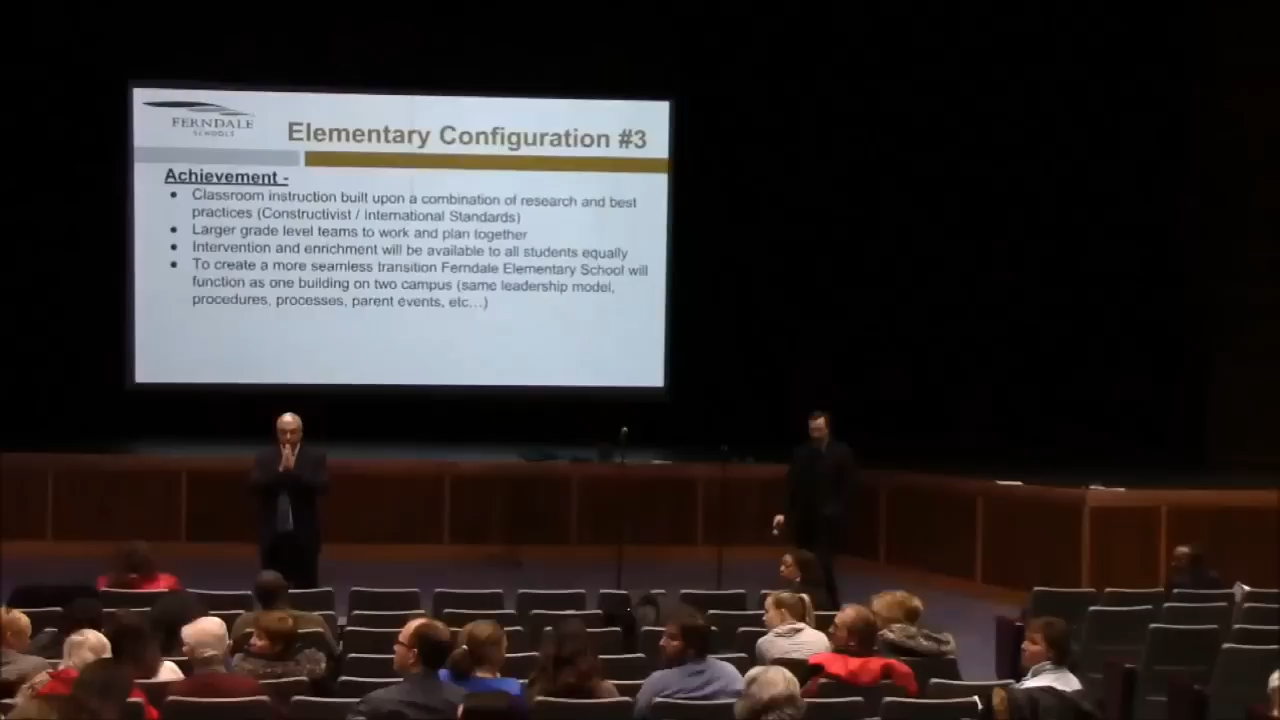 FERNDALE
SCHOOLS
Elementary Configuration #3
Achievement -
● Classroom instruction built upon a combination of research and best
practices (Constructivist / International Standards)
● Larger grade level teams to work and plan together
● Intervention and enrichment will be available to all students equally
● To create a more seamless transition Ferndale Elementary School will
function as one building on two campus (same leadership model,
procedures, processes, parent events, etc...)